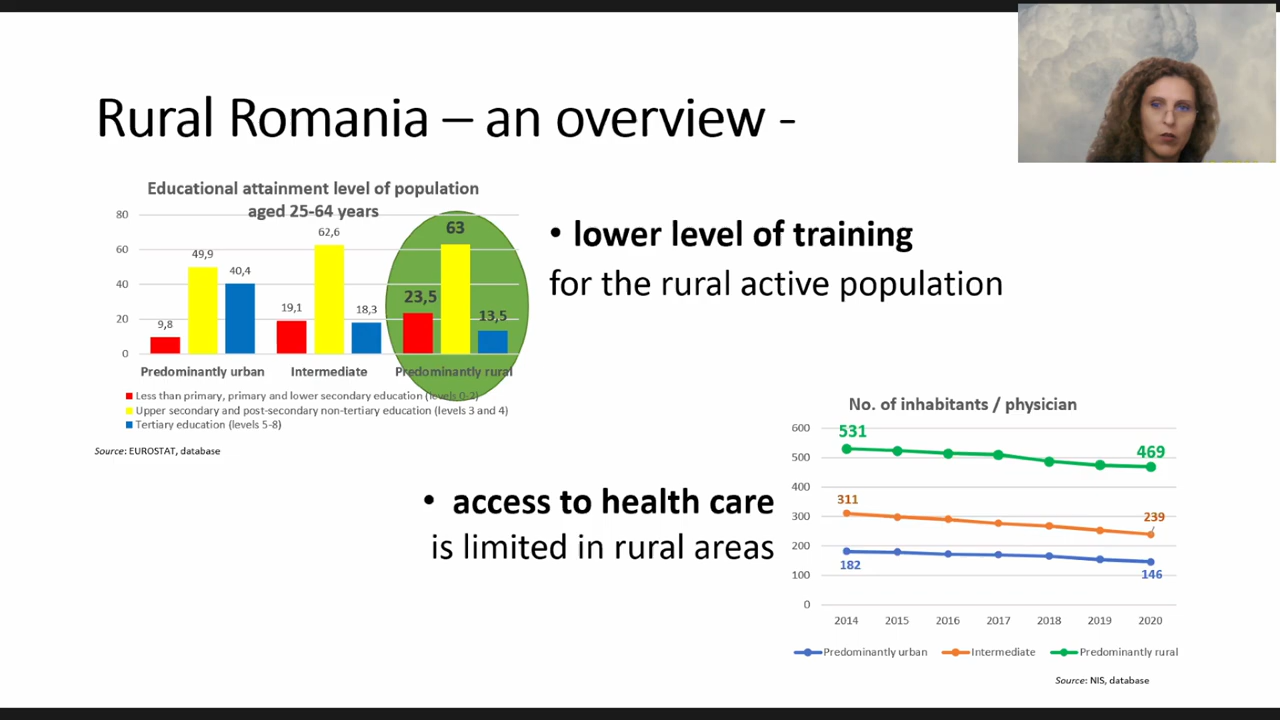 Rural Romania – an overview -
Educational attainment level of population
aged 25-64 years
80
60
40
20
0
9,8
49,9
40,4
19,1
62,6
18,3
23,5
63
13,5
Predominantly urban
Intermediate
Predominantly rural
Less than primary, primary and lower secondary education (levels 0-2)
Upper secondary and post-secondary non-tertiary education (levels 3 and 4)
Tertiary education (levels 5-8)
Source: EUROSTAT, database
• lower level of training
for the rural active population
• access to health care
is limited in rural areas
No. of inhabitants / physician
600
500
400
300
200
100
0
531
469
311
239
182
146
2014 2015 2016 2017 2018 2019 2020
Predominantly urban Intermediate Predominantly rural
Source: NIS, database